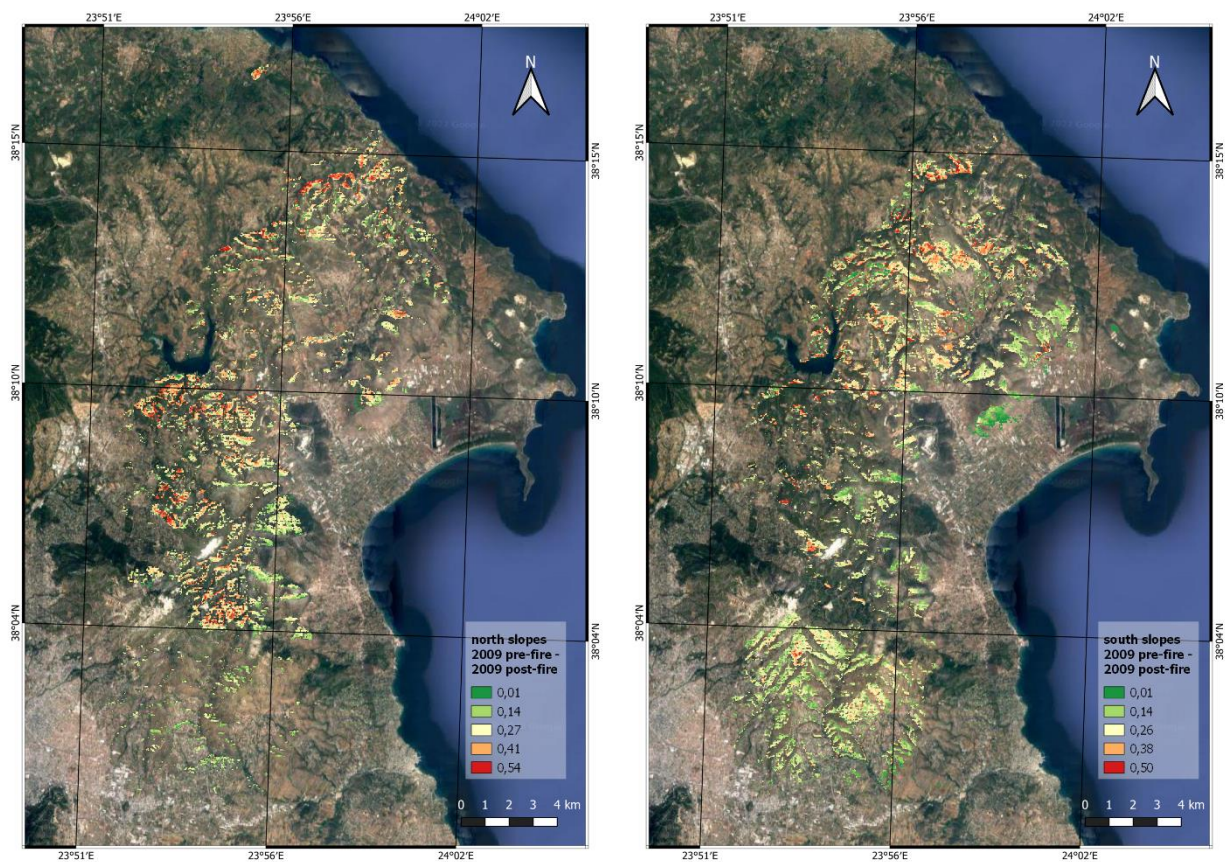 23°51'E 23°56'E 24°02'E
N
38°15'N 38°15'N
38°10'N 38°10'N
38°04'N 38°04'N
north slopes
2009 pre-fire -
2009 post-fire
0,01
0,14
0,27
0,41
0,54
0 1 2 3 4 km
23°51'E 23°56'E 24°02'E
23°51'E 23°56'E 24°02'E
N
38°15'N 38°15'N
38°10'N 38°10'N
38°04'N 38°04'N
south slopes
2009 pre-fire -
2009 post-fire
0,01
0,14
0,26
0,38
0,50
0 1 2 3 4 km
23°51'E 23°56'E 24°02'E